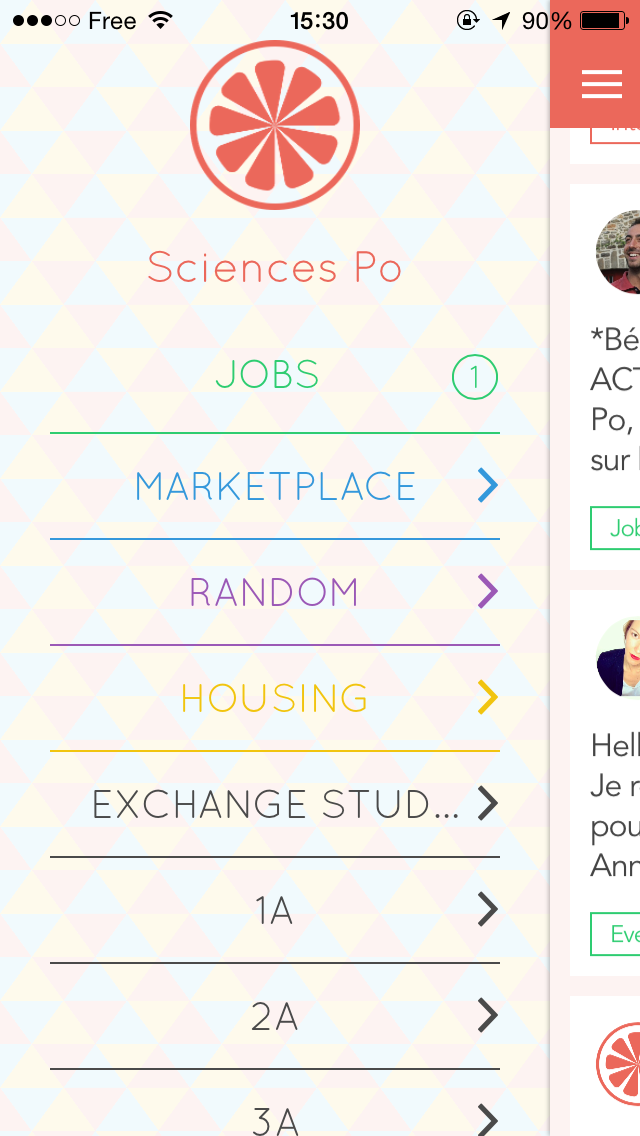 Free 15:30 90%
Sciences Po
JOBS 1
MARKETPLACE
RANDOM
HOUSING
EXCHANGE STUD...
1A
2A
3A
*Bé
ACT
Po,
sur
Job
Hell
Je r
pou
Ann
Eve